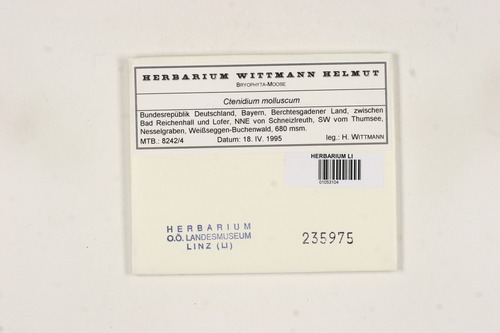 HERBARIUM WITTMANN HELMUT
BRYOPHYTA-MOOSE
Ctenidium molluscum
Bundesrepublik Deutschland, Bayern, Berchtesgadener Land, zwischen
Bad Reichenhall und Lofer, NNE von Schneizlreuth, SW vom Thumsee,
Nesselgraben, Weißseggen-Buchenwald, 680 msm.
MTB.: 8242/4 Datum: 18. IV. 1995 leg.: H. WITTMANN
HERBARIUM LI
01053104
HERBARIUM
O.Ö. LANDESMUSEUM
LINZ (LI)
235975